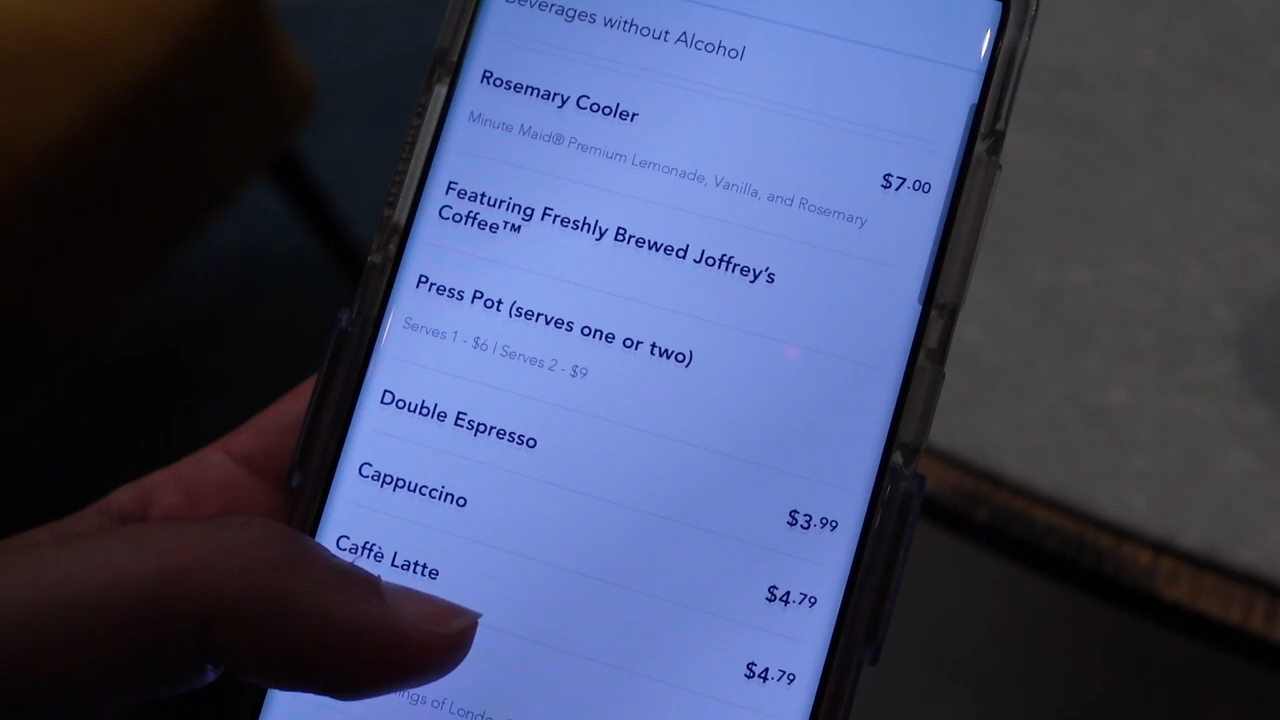 Beverages without Alcohol
Rosemary Cooler
Minute Maid® Premium Lemonade, Vanilla, and Rosemary
$7.00
Featuring Freshly Brewed Joffrey's
Coffee™
Press Pot (serves one or two)
Serves 1 - $6 | Serves 2 - $9
Double Espresso
$3.99
Cappuccino
$4.79
Caffè Latte
$4.79
of London